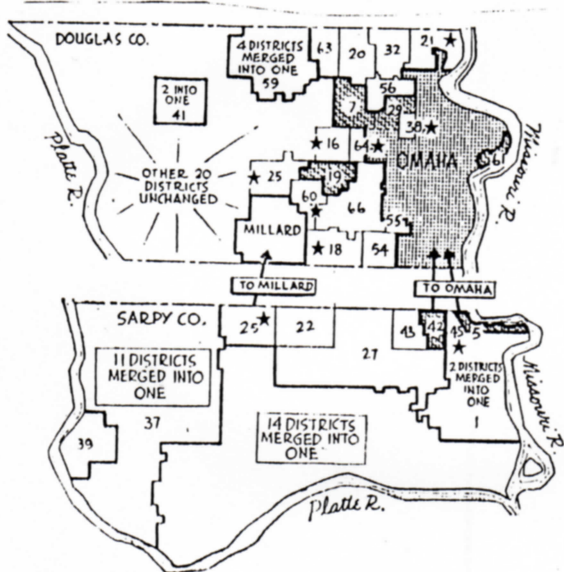 DOUGLAS CO.
4 DISTRICTS
MERGED
INTO ONE
59
63
20
32
21
2 INTO
ONE
41
56
7
29
38
OMAHA
61
Platte R.
Missouri R.
OTHER 20
DISTRICTS
UNCHANGED
16
64
25
19
60
66
55
MILLARD
18
54
TO MILLARD
TO OMAHA
SARPY CO.
25
22
43
42
45
5
27
11 DISTRICTS
MERGED INTO
ONE
37
2 DISTRICTS
MERGED
INTO
ONE
1
39
14 DISTRICTS
MERGED INTO
ONE
Missouri R.
Platte R.